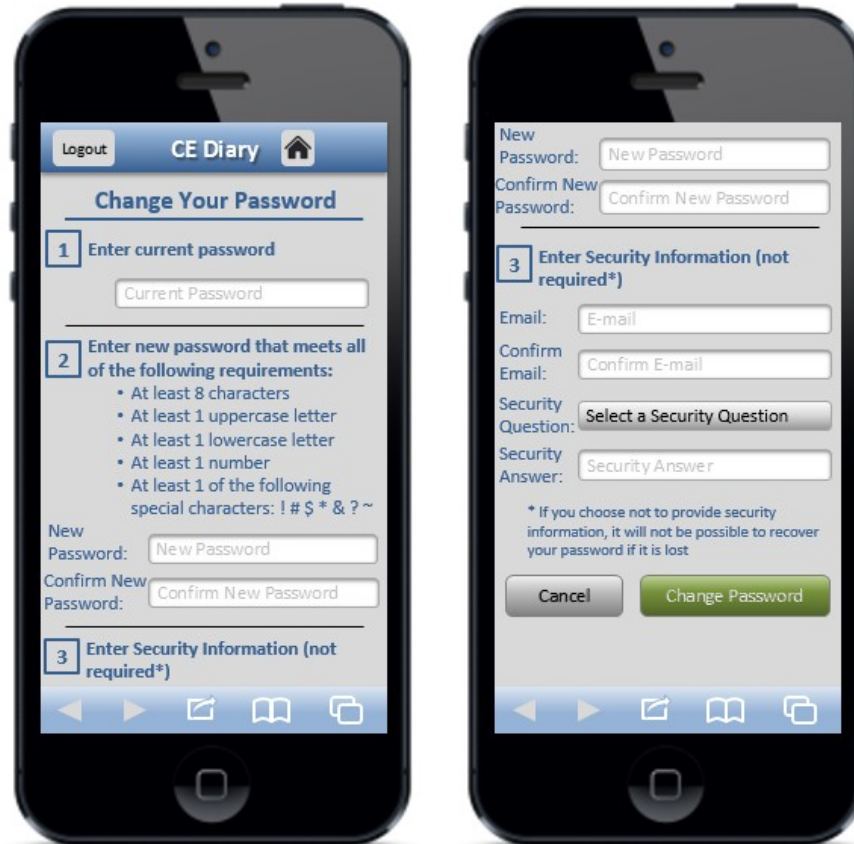 Logout
CE Diary
Change Your Password
1
Enter current password
Current Password
2
Enter new password that meets all
of the following requirements:
• At least 8 characters
• At least 1 uppercase letter
• At least 1 lowercase letter
• At least 1 number
• At least 1 of the following
special characters: ! # $ * & ? ~
New
Password:
New Password
Confirm New
Password:
Confirm New Password
3
Enter Security Information (not
required*)
New
Password:
New Password
Confirm New
Password:
Confirm New Password
3
Enter Security Information (not
required*)
Email:
E-mail
Confirm
Email:
Confirm E-mail
Security
Question:
Select a Security Question
Security
Answer:
Security Answer
* If you choose not to provide security
information, it will not be possible to recover
your password if it is lost
Cancel
Change Password